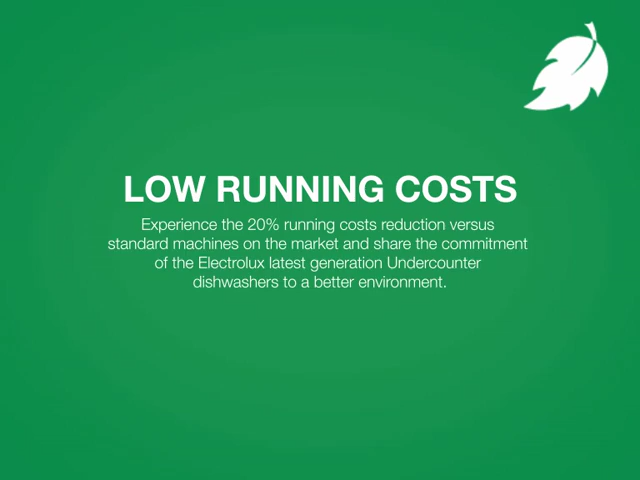 LOW RUNNING COSTS
Experience the 20% running costs reduction versus
standard machines on the market and share the commitment
of the Electrolux latest generation Undercounter
dishwashers to a better environment.